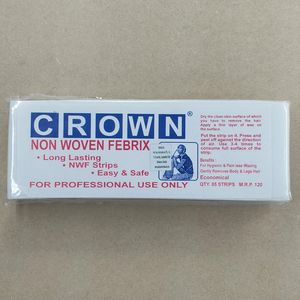 CROWN®
NON WOVEN FEBRIX
• Long Lasting
• NWF Strips
• Easy & Safe
FOR PROFESSIONAL USE ONLY
Dry the clean skin surface of which
you have to remove the hair.
Apply a thin layer of wax on
the surface.
Put the strip on it. Press and
peel off against the direction
of air. Use 3-4 times to
consume full surface of the
strip.
Benefits :
For Hygienic & Pain less Waxing
Gently Removes Body & Legs Hair
Economical
QTY. 85 STRIPS M.R.P. 120